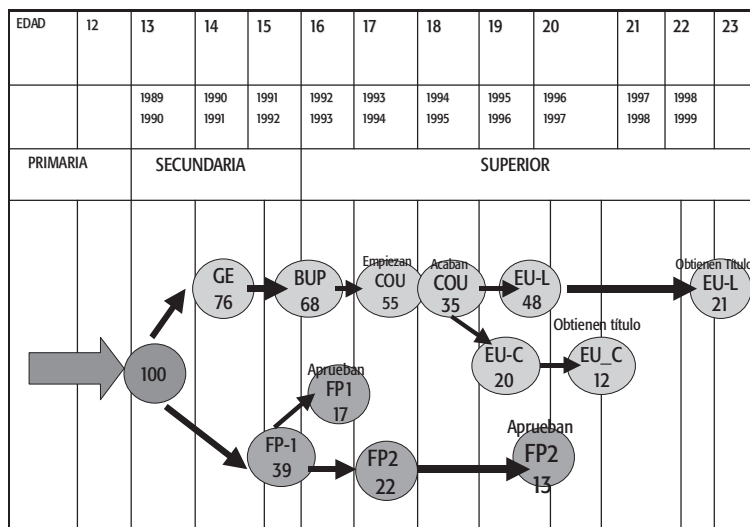 EDAD 12 13 14 15 16 17 18 19 20 21 22 23
1989 1990 1991 1992 1993 1994 1995 1996 1997 1998
1990 1991 1992 1993 1994 1995 1996 1997 1998 1999
PRIMARIA SECUNDARIA SUPERIOR
GE
76
BUP
68
Empiezan
COU
55
Acaban
COU
35
EU-L
48
Obtienen Título
EU-L
21
EU-C
20
Obtienen título
EU_C
12
100
Aprueban
FP1
17
FP-1
39
FP2
22
Aprueban
FP2
13